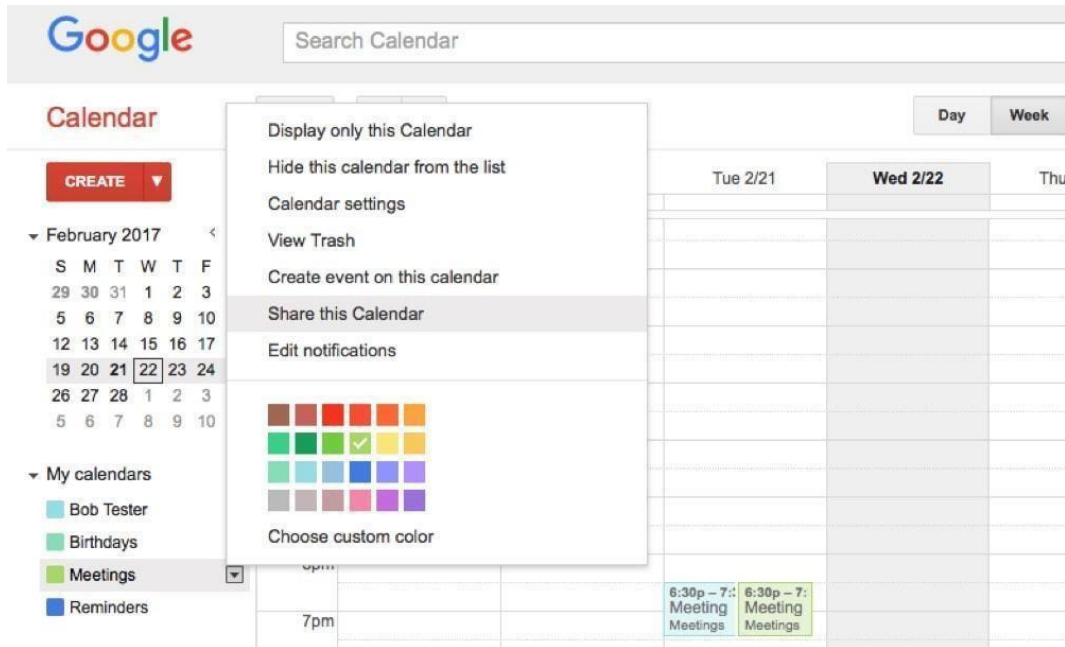 Google
Search Calendar
Calendar
Day
Week
CREATE
February 2017
S M T W T F
29 30 31 1 2 3
5 6 7 8 9 10
12 13 14 15 16 17
19 20 21 22 23 24
26 27 28 1 2 3
5 6 7 8 9 10
My calendars
Bob Tester
Birthdays
Meetings
Reminders
Display only this Calendar
Hide this calendar from the list
Calendar settings
View Trash
Create event on this calendar
Share this Calendar
Edit notifications
Choose custom color
Tue 2/21
Wed 2/22
Thu
7pm
6:30p – 7:
Meeting
Meetings
6:30p – 7:
Meeting
Meetings